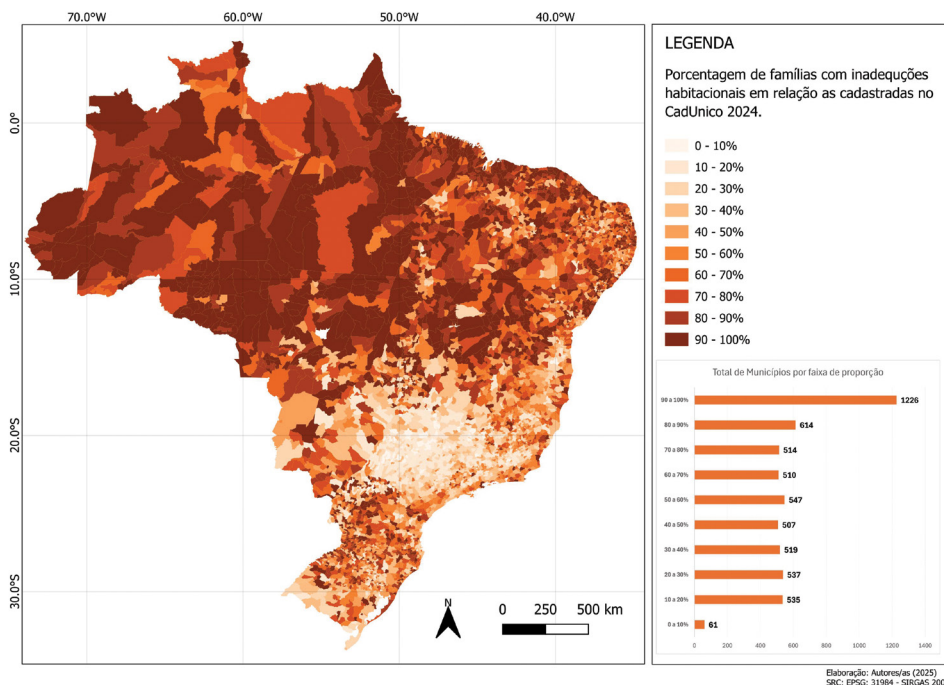 70.0°W 60.0°W 50.0°W 40.0°W
0.0°
10.0°S
20.0°S
30.0°S
N
0 250 500 km
LEGENDA
Porcentagem de famílias com inadequções
habitacionais em relação as cadastradas no
CadUnico 2024.
0 - 10%
10 - 20%
20 - 30%
30 - 40%
40 - 50%
50 - 60%
60 - 70%
70 - 80%
80 - 90%
90 - 100%
Total de Municípios por faixa de proporção
90 a 100% 1226
80 a 90% 614
70 a 80% 514
60 a 70% 510
50 a 60% 547
40 a 50% 507
30 a 40% 519
20 a 30% 537
10 a 20% 535
0 a 10% 61
0 200 400 600 800 1000 1200 1400
Elaboração: Autores/as (2025)
SRC: EPSG: 31984 - SIRGAS 200